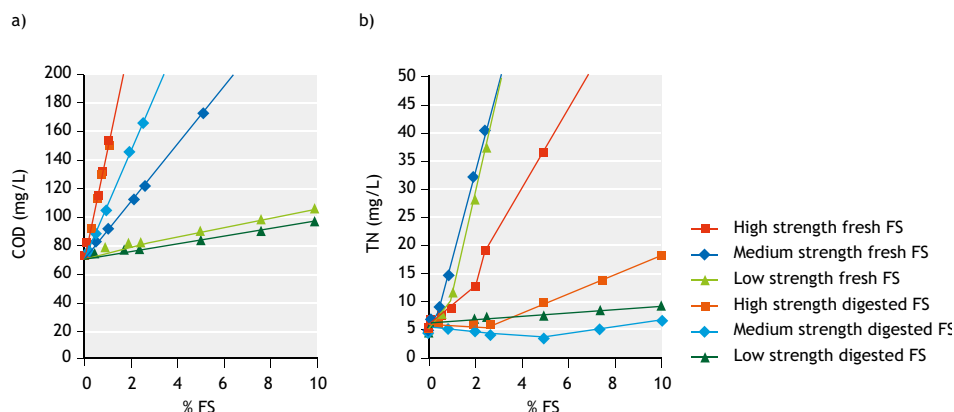 a)
b)
200
180
160
140
120
100
80
60
40
20
0
COD (mg/L)
0 2 4 6 8 10
% FS
50
45
40
35
30
25
20
15
10
5
0
TN (mg/L)
0 2 4 6 8 10
% FS
High strength fresh FS
Medium strength fresh FS
Low strength fresh FS
High strength digested FS
Medium strength digested FS
Low strength digested FS